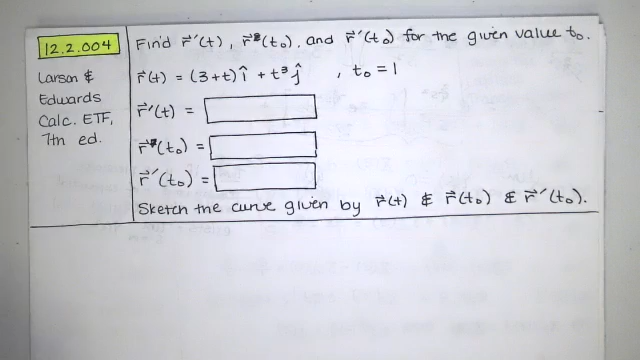 12.2.004
Larson &
Edwards
Calc. ETF,
7th ed.
Find r⃗′(t), r⃗(t₀), and r⃗′(t₀) for the given value t₀.
r⃗(t) = (3+t)î + t³ĵ , t₀ = 1
r⃗′(t) =
r⃗(t₀) =
r⃗′(t₀) =
Sketch the curve given by r⃗(t) & r⃗(t₀) & r⃗′(t₀).